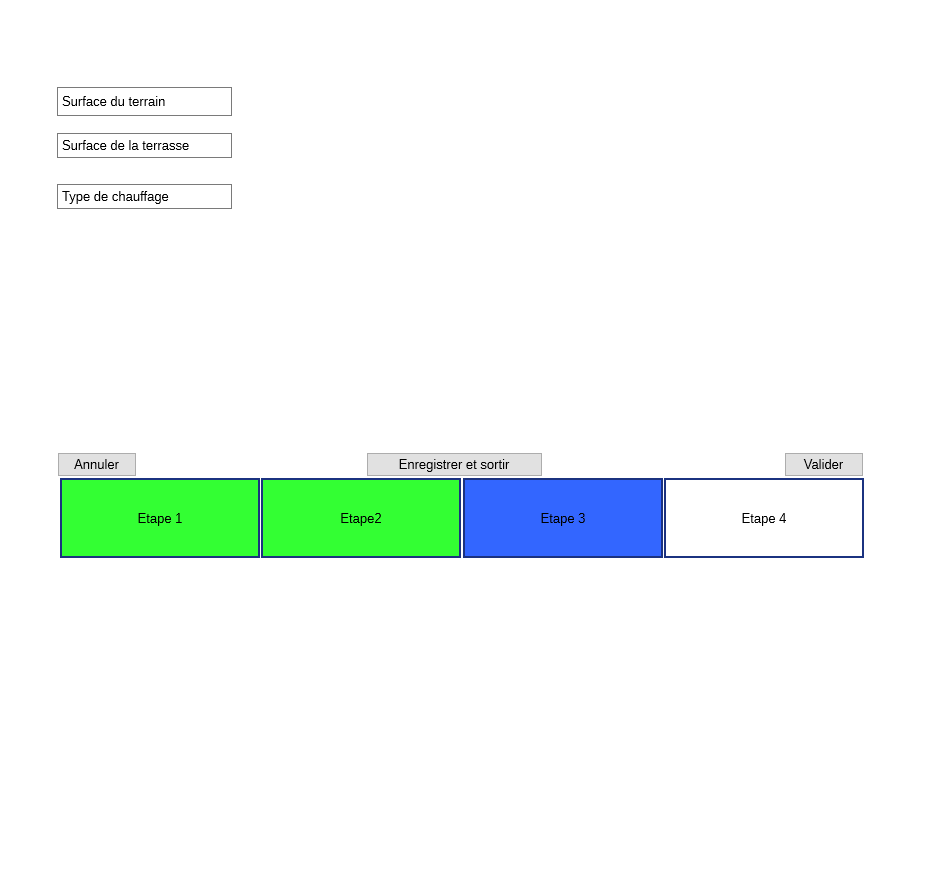 Surface du terrain
Surface de la terrasse
Type de chauffage
Annuler
Enregistrer et sortir
Valider
Etape 1
Etape2
Etape 3
Etape 4